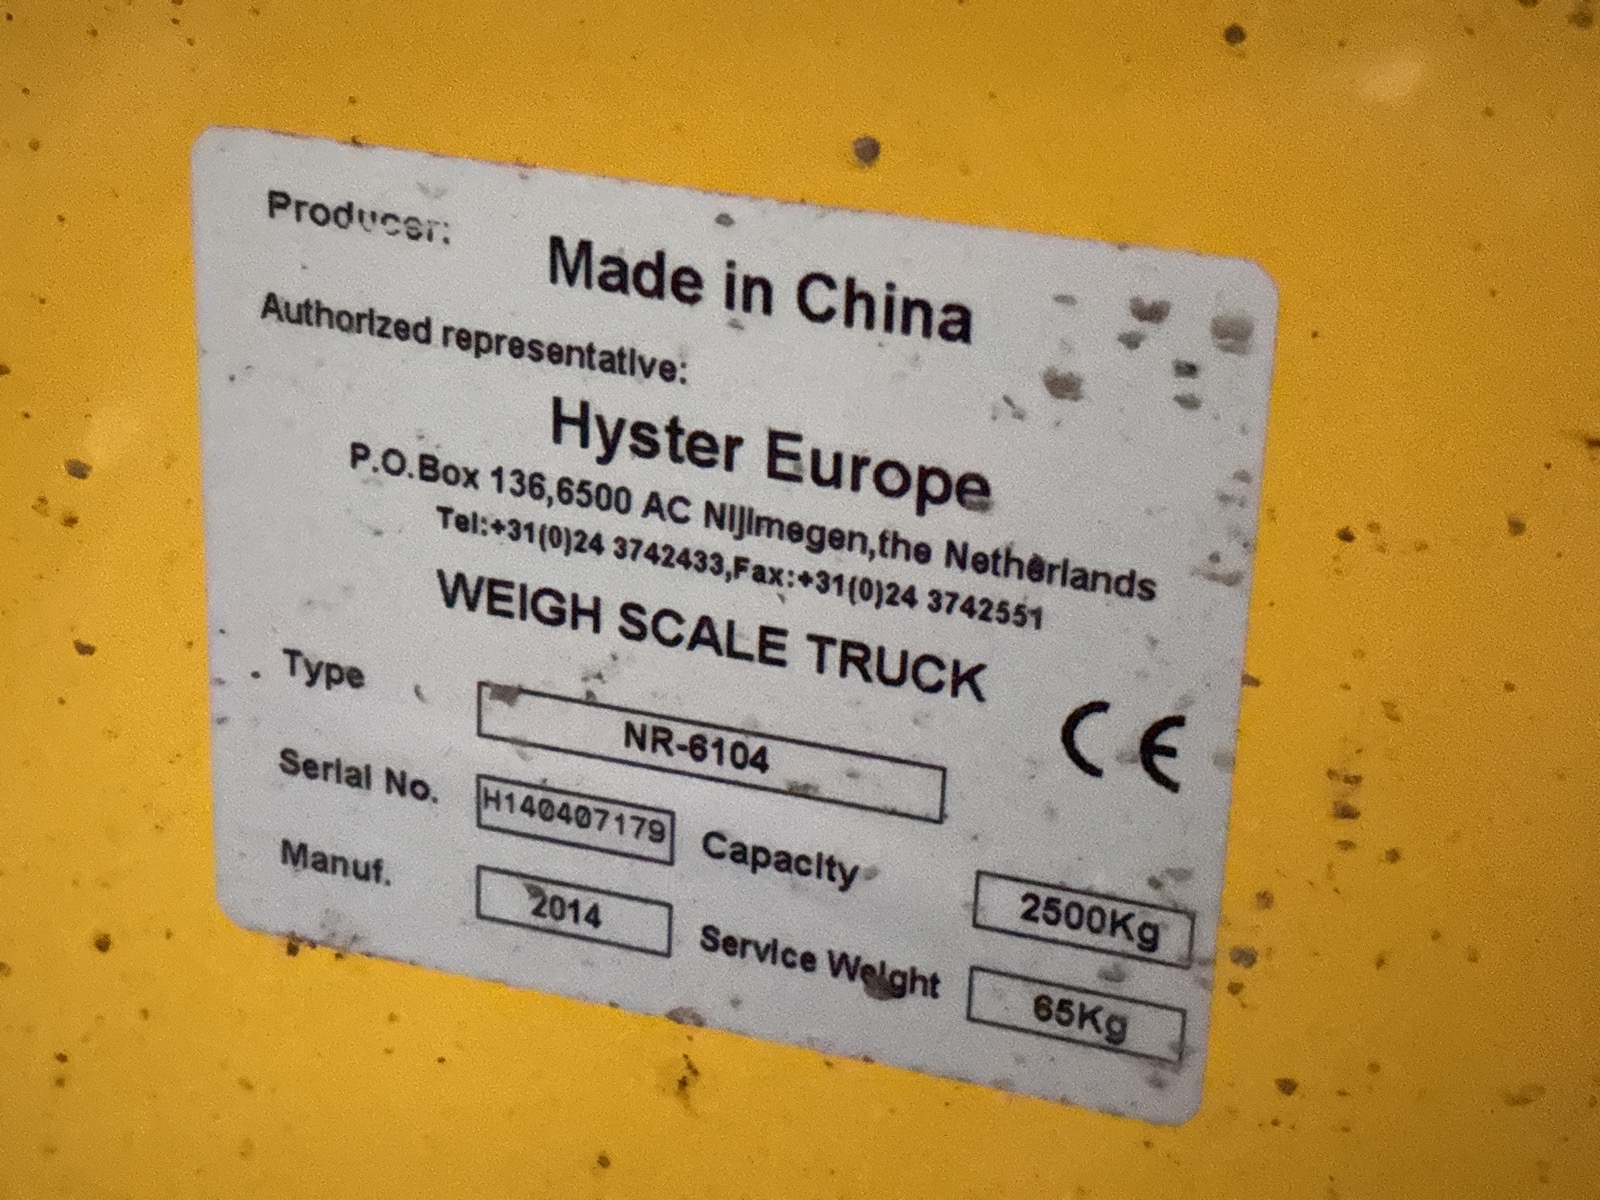 Producer:
Made in China
Authorized representative:
Hyster Europe
P.O.Box 136,6500 AC Nijlmegen,the Netherlands
Tel:+31(0)24 3742433,Fax:+31(0)24 3742551
WEIGH SCALE TRUCK
CE
Type NR-6104
Serial No. H140407179 Capacity 2500Kg
Manuf. 2014 Service Weight 65Kg